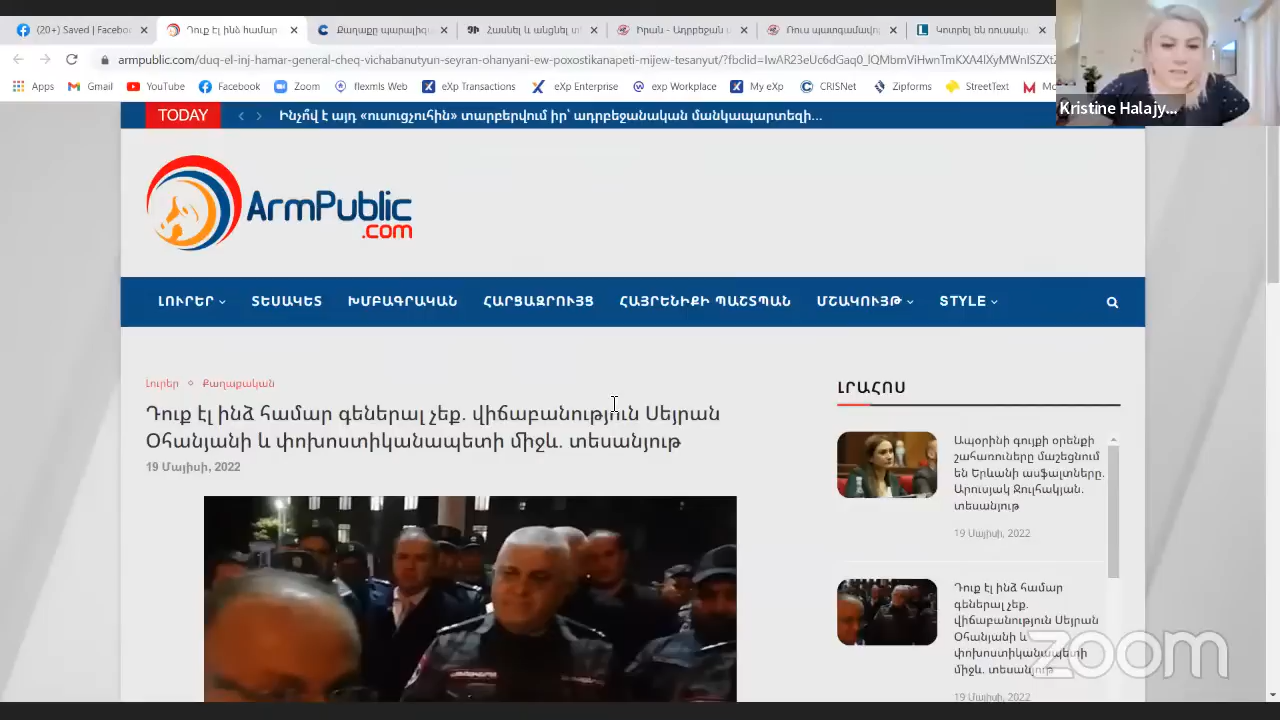 (20+) Saved | Faceboo
Դուք էլ ինձ համար
Քաղաքը պարալիզ
Հասնել և անցնել
Իրան - Ադրբեջան
Ռուս պատգամավոր
Կոտրել են ռուսակ
armpublic.com/duq-el-inj-hamar-general-cheq-vichabanutyun-seyran-ohanyani-ew-poxostikanapeti-mijew-tesanyut/
Apps
Gmail
YouTube
Facebook
Zoom
ntexmls Web
eXp Transactions
eXp Enterprise
exp Workplace
My eXp
CRISNet
Zipforms
StreetText
Kristine Halajy...
TODAY
Ինչո՞վ է այդ «ուսուցչուհին» տարբերվում իր՝ ադրբեջանական մանկապարտեզի...
ArmPublic
.com
ԼՈՒՐԵՐ
ՏԵՍԱԿԵՏ
ԽՄԲԱԳՐԱԿԱՆ
ՀԱՐՑԱԶՐՈՒՅՑ
ՀԱՅՐԵՆԻՔԻ ՊԱՇՏՊԱՆ
ՄՇԱԿՈՒՅԹ
STYLE
Լուրեր
Քաղաքական
Դուք էլ ինձ համար գեներալ չեք. վիճաբանություն Սեյրան
Օհանյանի և փոխոստիկանապետի միջև. տեսանյութ
19 Մայիսի, 2022
ԼՐԱՀՈՍ
Ապօրինի գույքի օրենքի
շահառուները մաշեցնում
են Երևանի ասֆալտները.
Արուսյակ Ջուլհակյան.
տեսանյութ
19 Մայիսի, 2022
Դուք էլ ինձ համար
գեներալ չեք.
վիճաբանություն Սեյրան
Օհանյանի և
փոխոստիկանապետի
միջև. տեսանյութ
19 Մայիսի, 2022
zoom